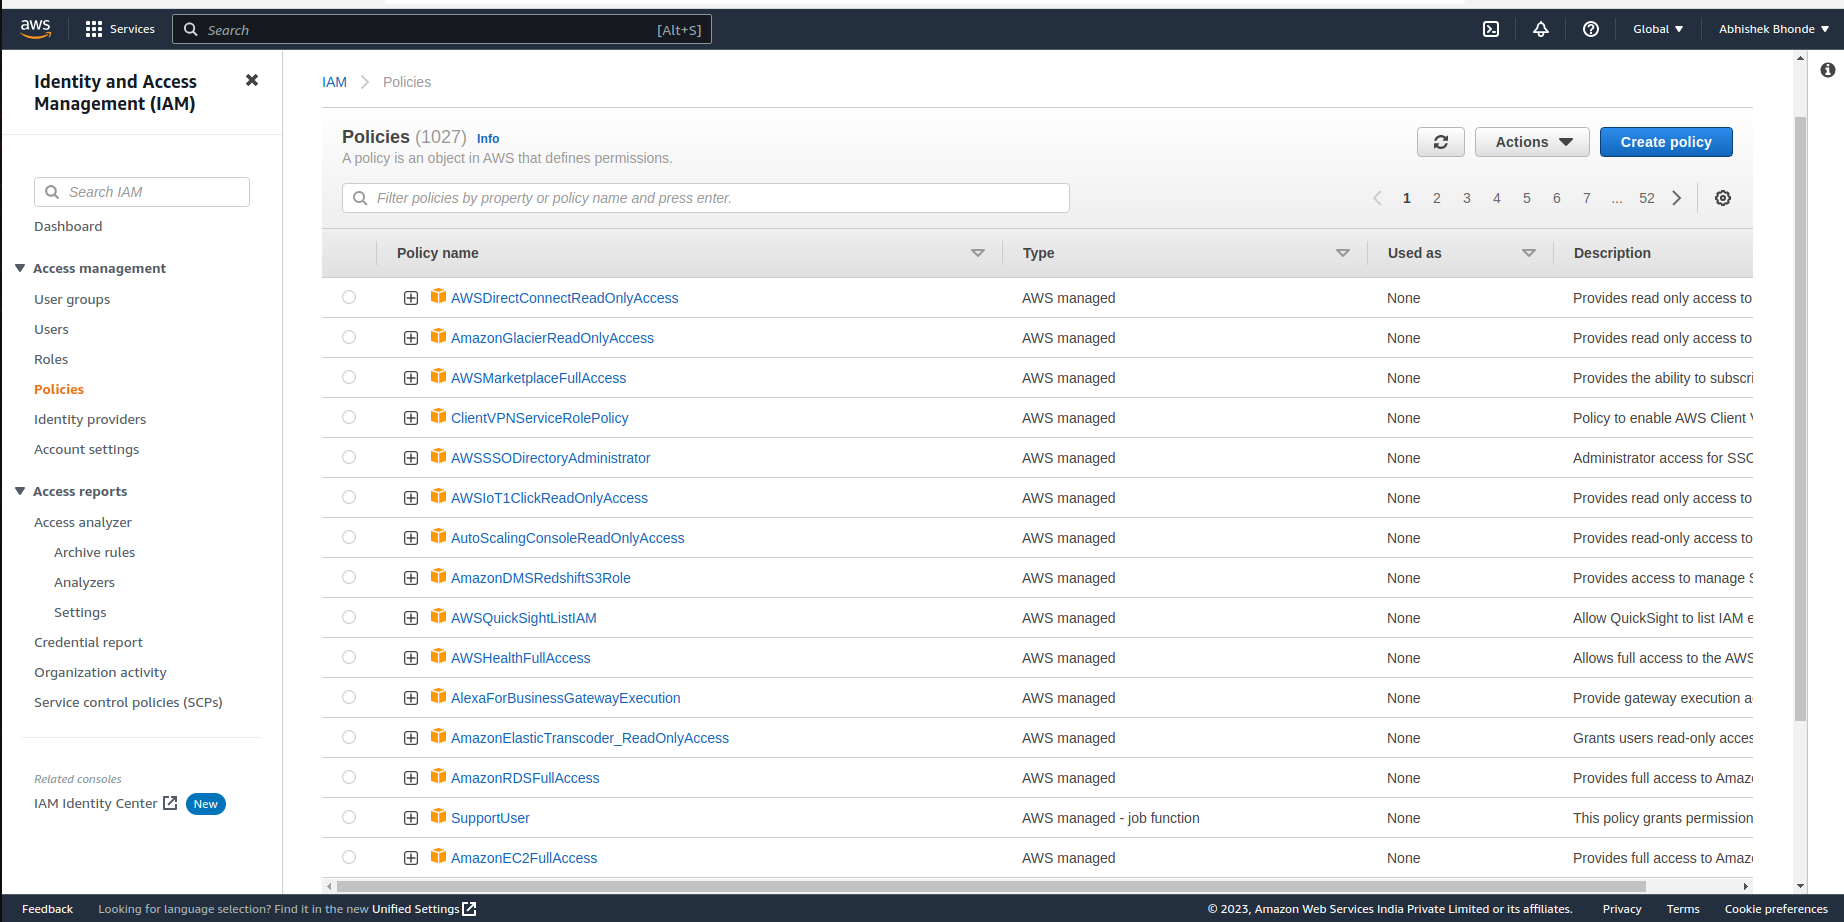 aws Services Search [Alt+S] Global Abhishek Bhonde
Identity and Access
Management (IAM)
Search IAM
Dashboard
Access management
User groups
Users
Roles
Policies
Identity providers
Account settings
Access reports
Access analyzer
Archive rules
Analyzers
Settings
Credential report
Organization activity
Service control policies (SCPs)
Related consoles
IAM Identity Center New
IAM Policies
Policies (1027) Info
A policy is an object in AWS that defines permissions.
Actions Create policy
Filter policies by property or policy name and press enter.
1 2 3 4 5 6 7 ... 52
Policy name Type Used as Description
AWSDirectConnectReadOnlyAccess AWS managed None Provides read only access to
AmazonGlacierReadOnlyAccess AWS managed None Provides read only access to
AWSMarketplaceFullAccess AWS managed None Provides the ability to subscri
ClientVPNServiceRolePolicy AWS managed None Policy to enable AWS Client V
AWSSSODirectoryAdministrator AWS managed None Administrator access for SSO
AWSIoT1ClickReadOnlyAccess AWS managed None Provides read only access to
AutoScalingConsoleReadOnlyAccess AWS managed None Provides read-only access to
AmazonDMSRedshiftS3Role AWS managed None Provides access to manage S
AWSQuickSightListIAM AWS managed None Allow QuickSight to list IAM e
AWSHealthFullAccess AWS managed None Allows full access to the AWS
AlexaForBusinessGatewayExecution AWS managed None Provide gateway execution a
AmazonElasticTranscoder_ReadOnlyAccess AWS managed None Grants users read-only acces
AmazonRDSFullAccess AWS managed None Provides full access to Amaz
SupportUser AWS managed - job function None This policy grants permission
AmazonEC2FullAccess AWS managed None Provides full access to Amaz
Feedback Looking for language selection? Find it in the new Unified Settings © 2023, Amazon Web Services India Private Limited or its affiliates. Privacy Terms Cookie preferences